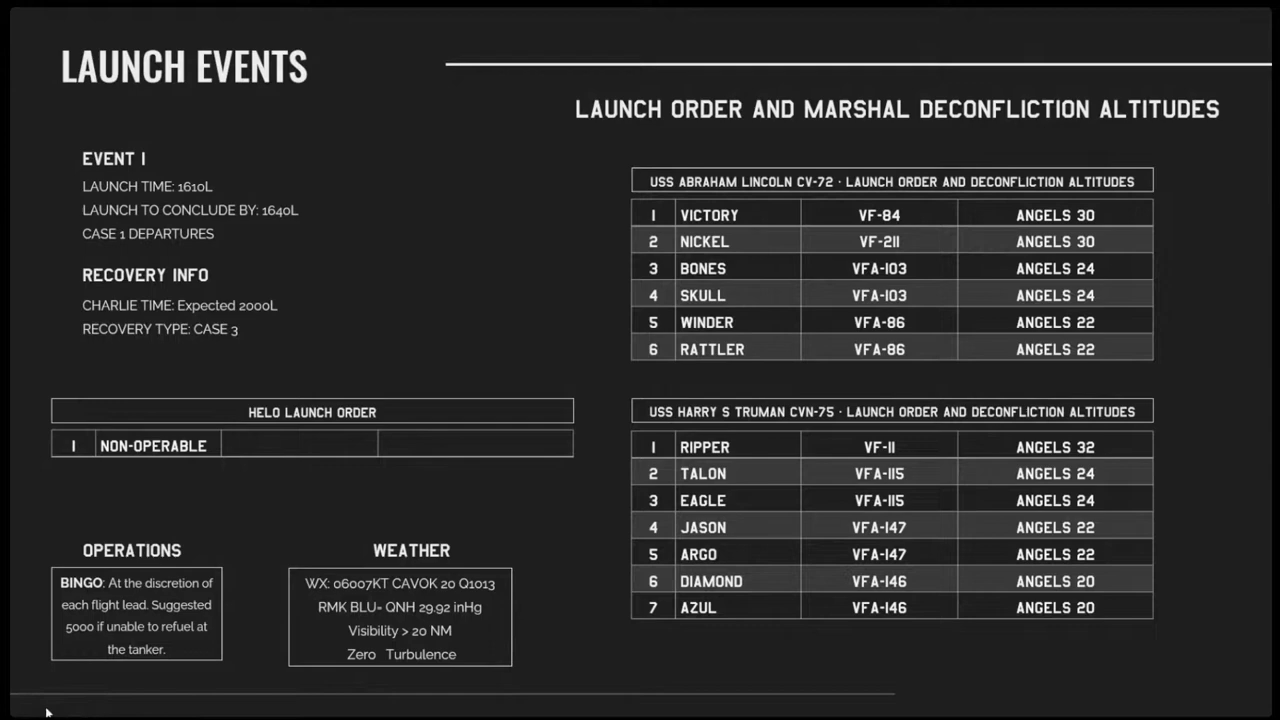 LAUNCH EVENTS
LAUNCH ORDER AND MARSHAL DECONFLICTION ALTITUDES
EVENT 1
LAUNCH TIME: 1610L
LAUNCH TO CONCLUDE BY: 1640L
CASE 1 DEPARTURES
RECOVERY INFO
CHARLIE TIME: Expected 2000L
RECOVERY TYPE: CASE 3
HELO LAUNCH ORDER
1 NON-OPERABLE
OPERATIONS
BINGO: At the discretion of
each flight lead. Suggested
5000 if unable to refuel at
the tanker.
WEATHER
WX: 06007KT CAVOK 20 Q1013
RMK BLU= QNH 29.92 inHg
Visibility > 20 NM
Zero Turbulence
USS ABRAHAM LINCOLN CV-72 · LAUNCH ORDER AND DECONFLICTION ALTITUDES
1 VICTORY VF-84 ANGELS 30
2 NICKEL VF-211 ANGELS 30
3 BONES VFA-103 ANGELS 24
4 SKULL VFA-103 ANGELS 24
5 WINDER VFA-86 ANGELS 22
6 RATTLER VFA-86 ANGELS 22
USS HARRY S TRUMAN CVN-75 · LAUNCH ORDER AND DECONFLICTION ALTITUDES
1 RIPPER VF-11 ANGELS 32
2 TALON VFA-115 ANGELS 24
3 EAGLE VFA-115 ANGELS 24
4 JASON VFA-147 ANGELS 22
5 ARGO VFA-147 ANGELS 22
6 DIAMOND VFA-146 ANGELS 20
7 AZUL VFA-146 ANGELS 20